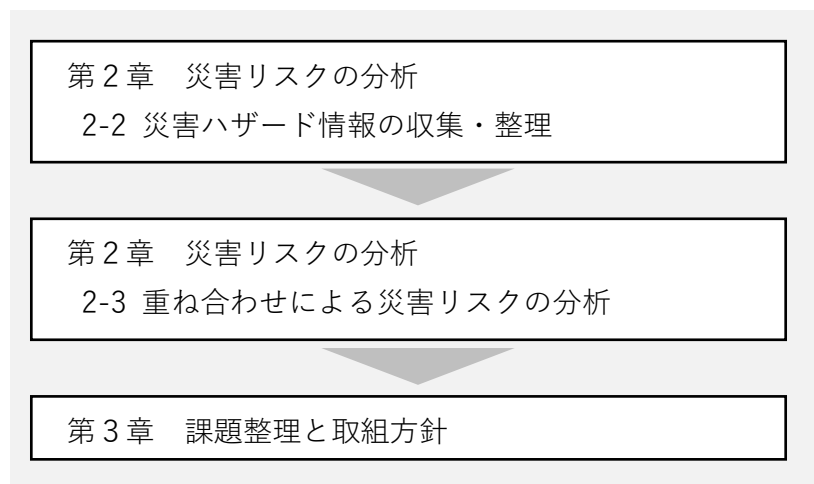 第２章　災害リスクの分析
2-2 災害ハザード情報の収集・整理
第２章　災害リスクの分析
2-3 重ね合わせによる災害リスクの分析
第３章　課題整理と取組方針